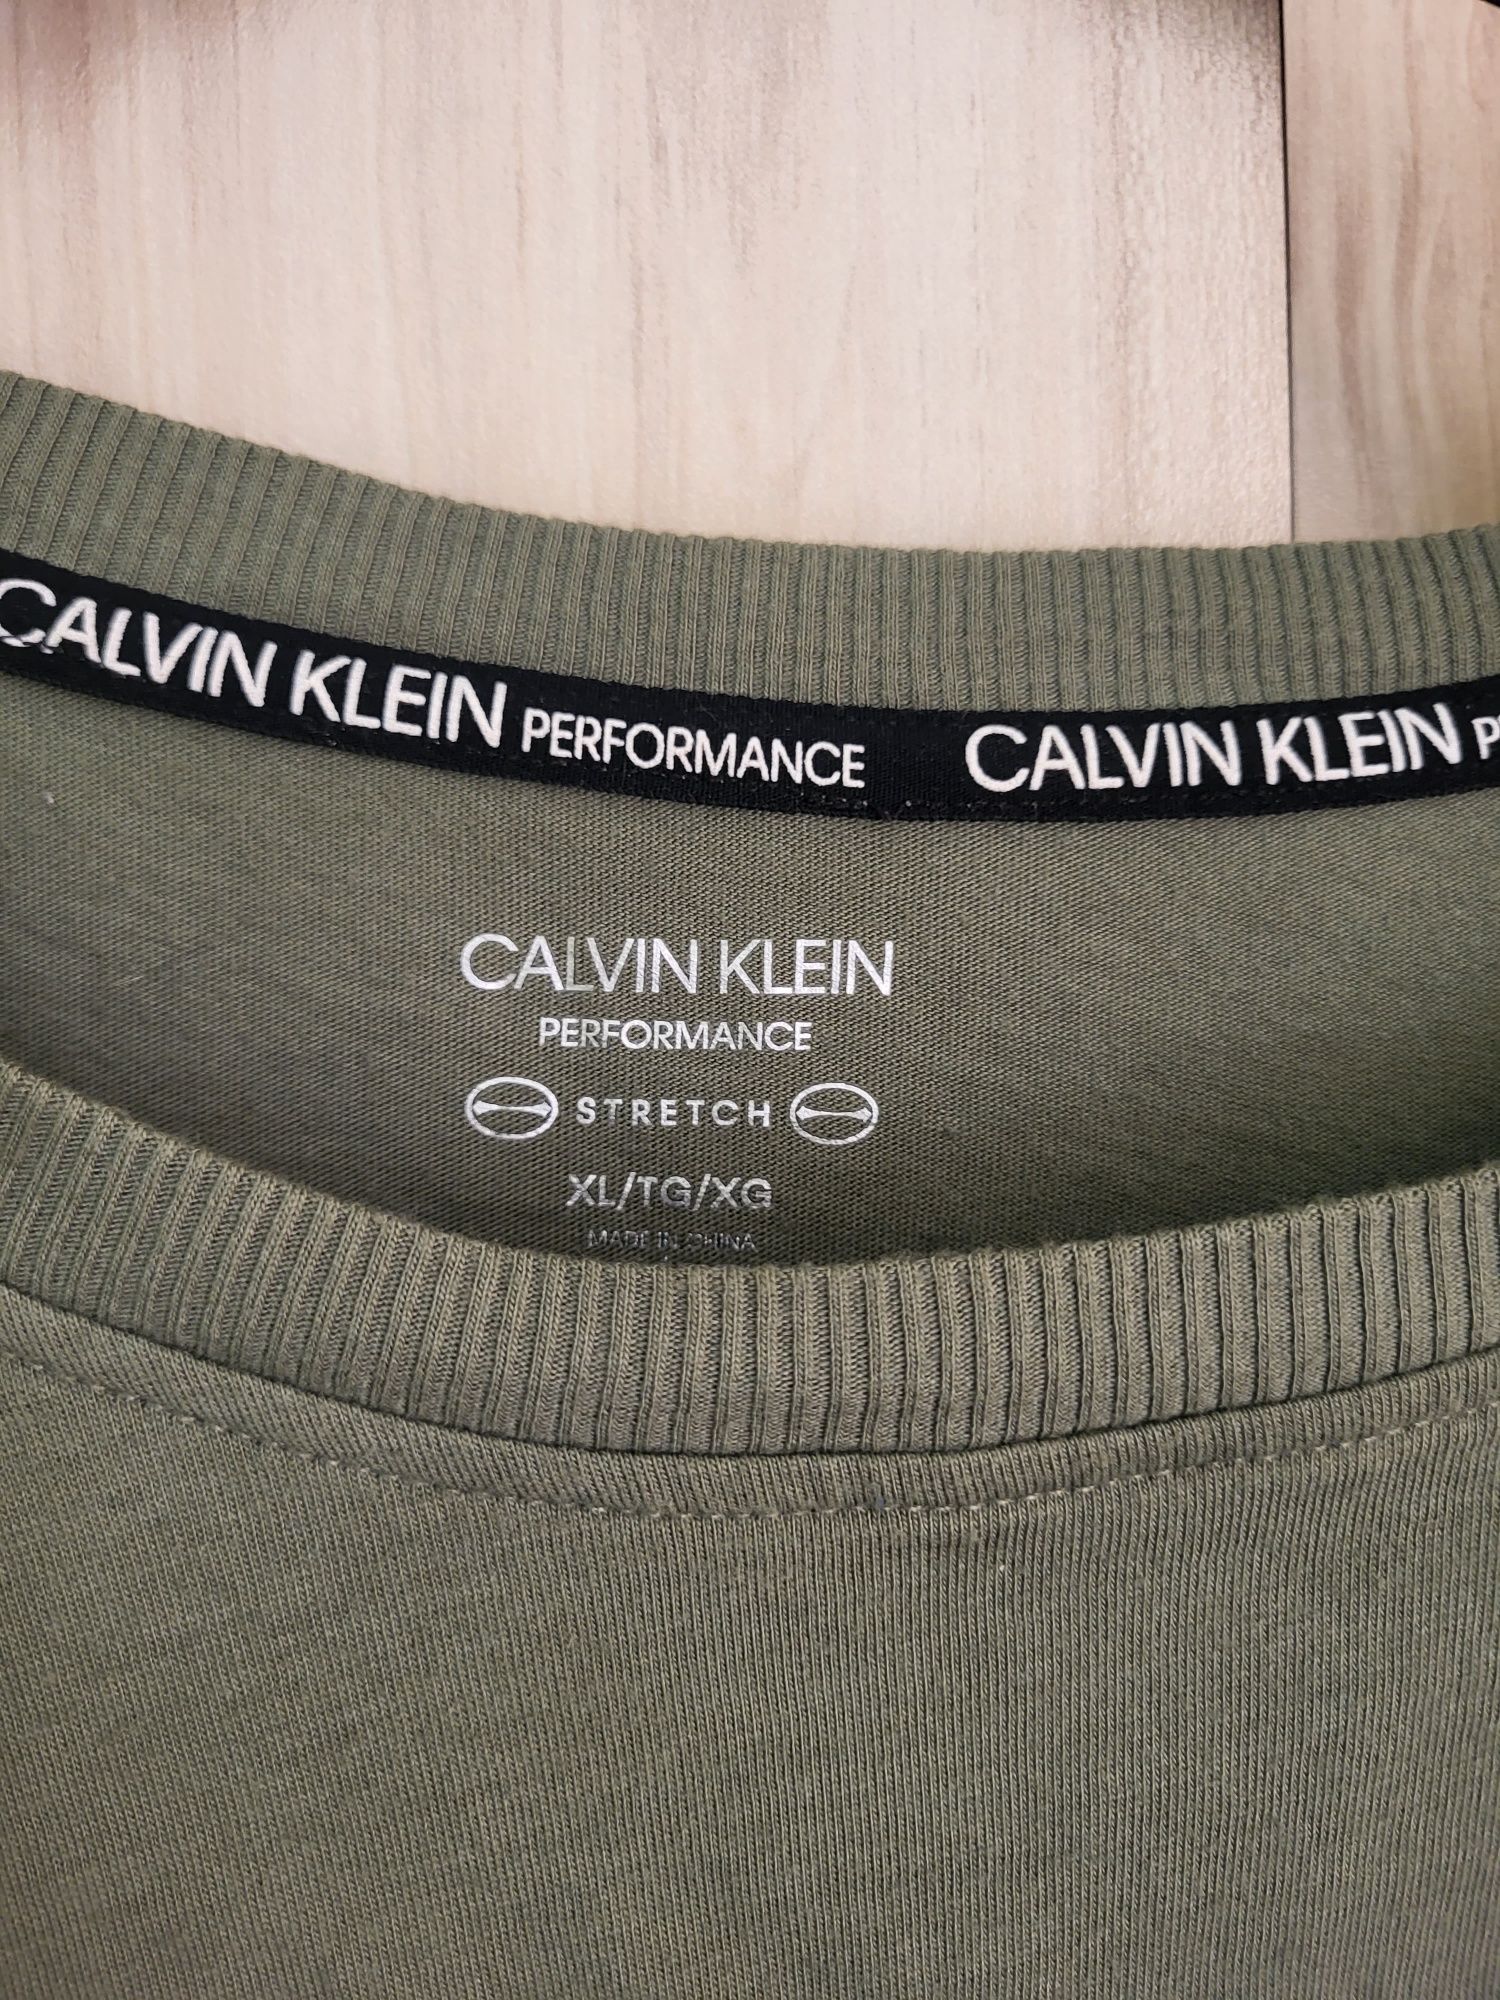 CALVIN KLEIN PERFORMANCE CALVIN KLEIN P
CALVIN KLEIN
PERFORMANCE
STRETCH
XL/TG/XG
MADE IN CHINA